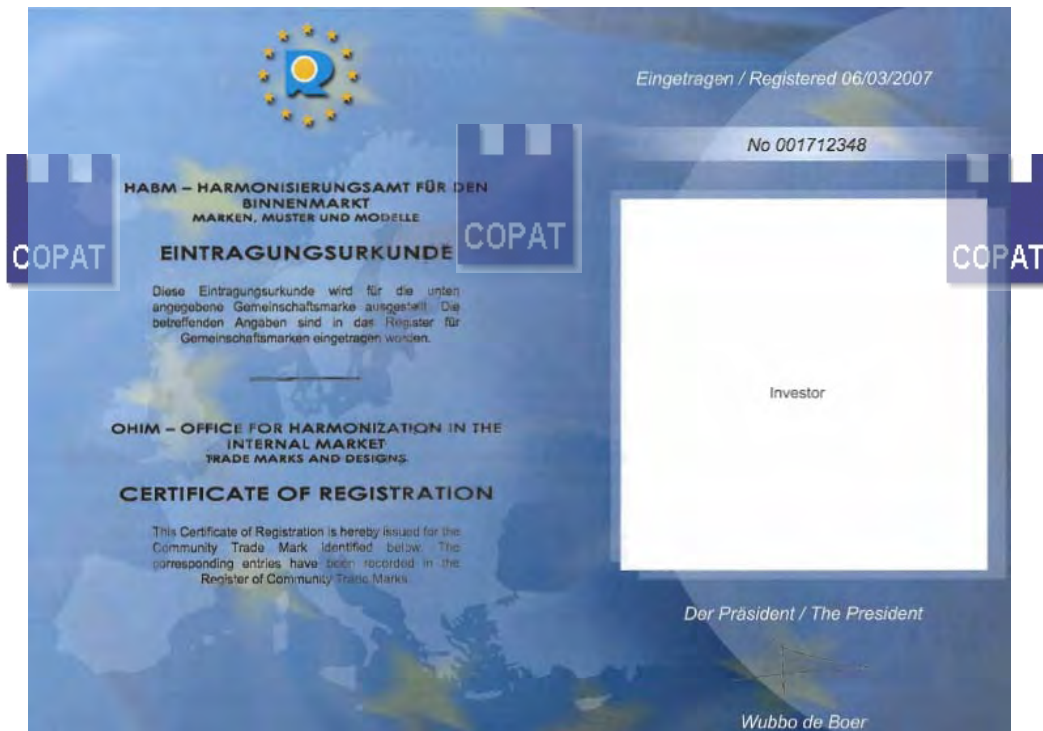 HABM – HARMONISIERUNGSAMT FÜR DEN
BINNENMARKT
MARKEN, MUSTER UND MODELLE
EINTRAGUNGSURKUNDE
Diese Eintragungsurkunde wird für die unten
angegebene Gemeinschaftsmarke ausgestellt. Die
betreffenden Angaben sind in das Register für
Gemeinschaftsmarken eingetragen worden.
OHIM – OFFICE FOR HARMONIZATION IN THE
INTERNAL MARKET
TRADE MARKS AND DESIGNS
CERTIFICATE OF REGISTRATION
This Certificate of Registration is hereby issued for the
Community Trade Mark identified below. The
corresponding entries have been recorded in the
Register of Community Trade Marks.
Eingetragen / Registered 06/03/2007
No 001712348
Investor
Der Präsident / The President
Wubbo de Boer
COPAT
COPAT
COPAT